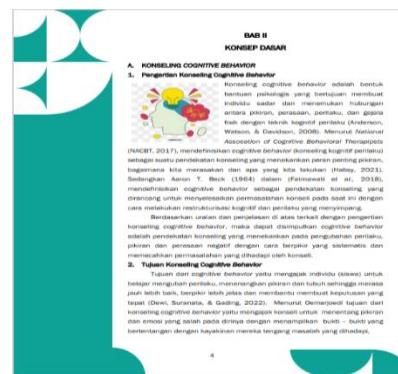 BAB II
KONSEP DASAR
A. KONSELING COGNITIVE BEHAVIOR
1. Pengertian Konseling Cognitive Behavior
Konseling cognitive behavior adalah bentuk
bantuan psikologis yang bertujuan membuat
individu sadar dan menemukan hubungan
antara pikiran, perasaan, perilaku, dan gejala
fisik dengan teknik kognitif perilaku (Anderson,
Watson, & Davidson, 2008). Menurut National
Association of Cognitive Behavioral Therapists
(NACBT, 2017), mendefinisikan cognitive behavior (konseling kognitif perilaku)
sebagai suatu pendekatan konseling yang menekankan peran penting pikiran,
bagaimana kita merasakan dan apa yang kita lakukan (Habsy, 2021).
Sedangkan Aaron T. Beck (1964) dalam (Fatmawati et al., 2018),
mendefinisikan cognitive behavior sebagai pendekatan konseling yang
dirancang untuk menyelesaikan permasalahan konseli pada saat ini dengan
cara melakukan restrukturisasi kognitif dan perilaku yang menyimpang.
Berdasarkan uraian dan penjelasan di atas terkait dengan pengertian
konseling cognitive behavior, maka dapat disimpulkan cognitive behavior
adalah pendekatan konseling yang menekankan pada pengubahan perilaku,
pikiran dan perasaan negatif dengan cara berpikir yang sistematis dan
memecahkan permasalahan yang dihadapi oleh konseli.
2. Tujuan Konseling Cognitive Behavior
Tujuan dari cognitive behavior yaitu mengajak individu (siswa) untuk
belajar mengubah perilaku, menenangkan pikiran dan tubuh sehingga merasa
jauh lebih baik, berpikir lebih jelas dan membantu membuat keputusan yang
tepat (Dewi, Suranata, & Gading, 2022). Menurut Oemarjoedi tujuan dari
konseling cognitive behavior yaitu mengajak konseli untuk menentang pikiran
dan emosi yang salah pada dirinya dengan menampilkan bukti - bukti yang
bertentangan dengan keyakinan mereka tengang masalah yang dihadapi,
4